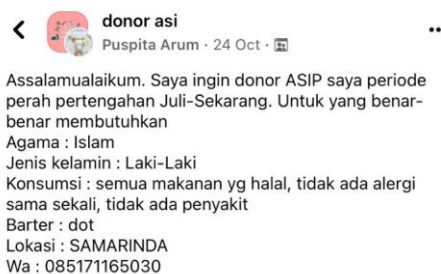 donor asi
Puspita Arum · 24 Oct ·
Assalamualaikum. Saya ingin donor ASIP saya periode
perah pertengahan Juli-Sekarang. Untuk yang benar-
benar membutuhkan
Agama : Islam
Jenis kelamin : Laki-Laki
Konsumsi : semua makanan yg halal, tidak ada alergi
sama sekali, tidak ada penyakit
Barter : dot
Lokasi : SAMARINDA
Wa : 085171165030